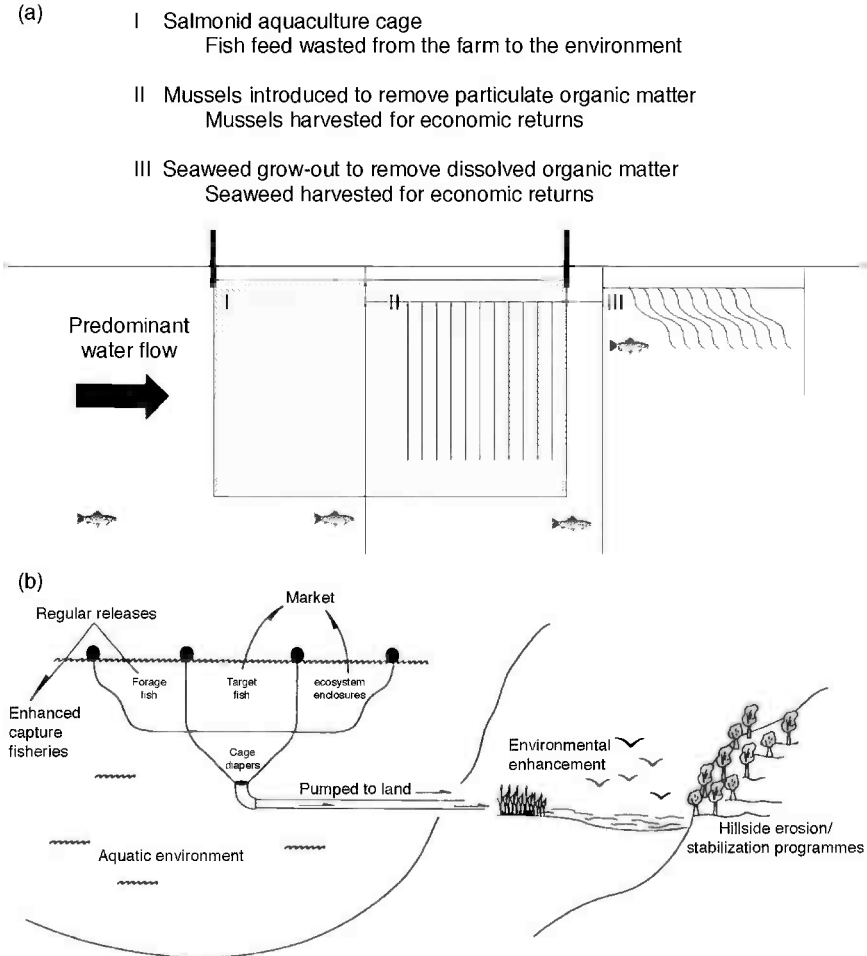 (a)
I Salmonid aquaculture cage
Fish feed wasted from the farm to the environment
II Mussels introduced to remove particulate organic matter
Mussels harvested for economic returns
III Seaweed grow-out to remove dissolved organic matter
Seaweed harvested for economic returns
I
II
III
Predominant
water flow
(b)
Market
Regular releases
Forage
fish
Target
fish
ecosystem
enclosures
Enhanced
capture
fisheries
Cage
diapers
Environmental
enhancement
Pumped to land
Aquatic environment
Hillside erosion/
stabilization programmes